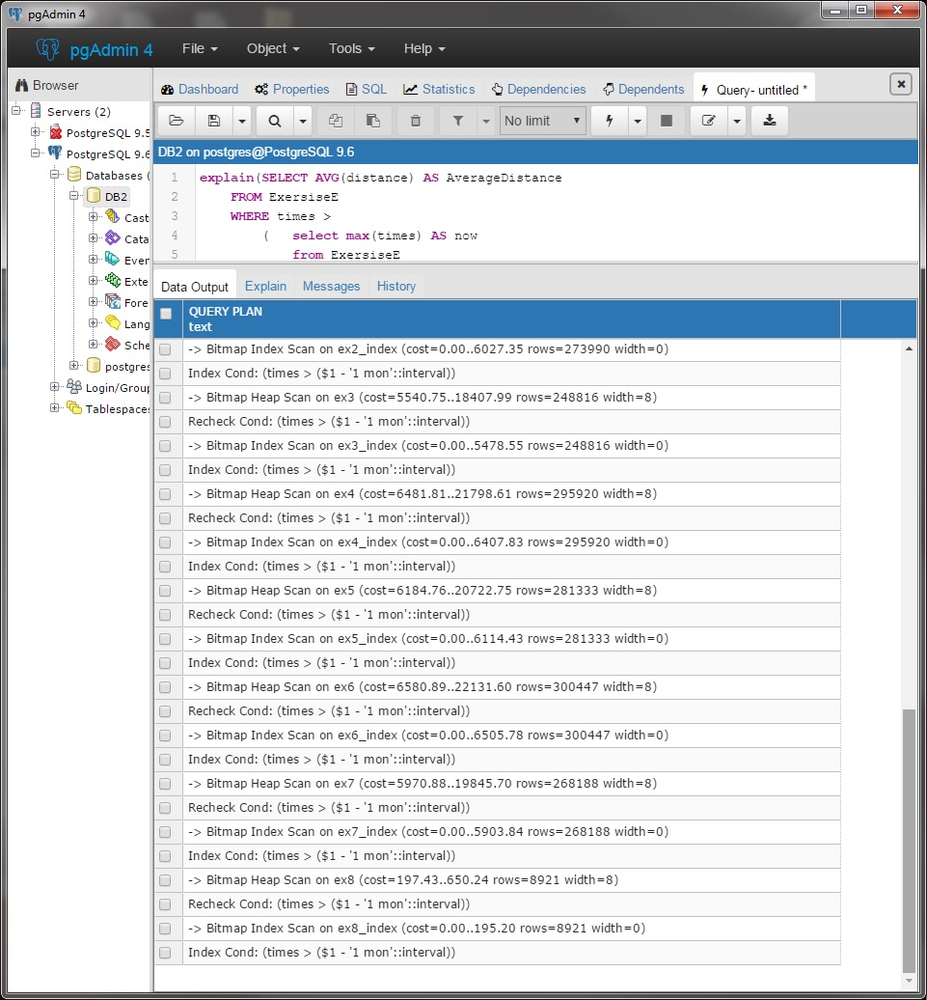 pgAdmin 4
pgAdmin 4 File Object Tools Help
Browser
Dashboard Properties SQL Statistics Dependencies Dependents Query- untitled *
Servers (2)
PostgreSQL 9.5
PostgreSQL 9.6
Databases (
DB2
Cast
Cata
Even
Exte
Fore
Lang
Sche
postgres
Login/Group
Tablespaces
No limit
DB2 on postgres@PostgreSQL 9.6
1 explain(SELECT AVG(distance) AS AverageDistance
2 FROM ExersiseE
3 WHERE times >
4 ( select max(times) AS now
5 from ExersiseE
Data Output Explain Messages History
QUERY PLAN
text
-> Bitmap Index Scan on ex2_index (cost=0.00..6027.35 rows=273990 width=0)
Index Cond: (times > ($1 - '1 mon'::interval))
-> Bitmap Heap Scan on ex3 (cost=5540.75..18407.99 rows=248816 width=8)
Recheck Cond: (times > ($1 - '1 mon'::interval))
-> Bitmap Index Scan on ex3_index (cost=0.00..5478.55 rows=248816 width=0)
Index Cond: (times > ($1 - '1 mon'::interval))
-> Bitmap Heap Scan on ex4 (cost=6481.81..21798.61 rows=295920 width=8)
Recheck Cond: (times > ($1 - '1 mon'::interval))
-> Bitmap Index Scan on ex4_index (cost=0.00..6407.83 rows=295920 width=0)
Index Cond: (times > ($1 - '1 mon'::interval))
-> Bitmap Heap Scan on ex5 (cost=6184.76..20722.75 rows=281333 width=8)
Recheck Cond: (times > ($1 - '1 mon'::interval))
-> Bitmap Index Scan on ex5_index (cost=0.00..6114.43 rows=281333 width=0)
Index Cond: (times > ($1 - '1 mon'::interval))
-> Bitmap Heap Scan on ex6 (cost=6580.89..22131.60 rows=300447 width=8)
Recheck Cond: (times > ($1 - '1 mon'::interval))
-> Bitmap Index Scan on ex6_index (cost=0.00..6505.78 rows=300447 width=0)
Index Cond: (times > ($1 - '1 mon'::interval))
-> Bitmap Heap Scan on ex7 (cost=5970.88..19845.70 rows=268188 width=8)
Recheck Cond: (times > ($1 - '1 mon'::interval))
-> Bitmap Index Scan on ex7_index (cost=0.00..5903.84 rows=268188 width=0)
Index Cond: (times > ($1 - '1 mon'::interval))
-> Bitmap Heap Scan on ex8 (cost=197.43..650.24 rows=8921 width=8)
Recheck Cond: (times > ($1 - '1 mon'::interval))
-> Bitmap Index Scan on ex8_index (cost=0.00..195.20 rows=8921 width=0)
Index Cond: (times > ($1 - '1 mon'::interval))